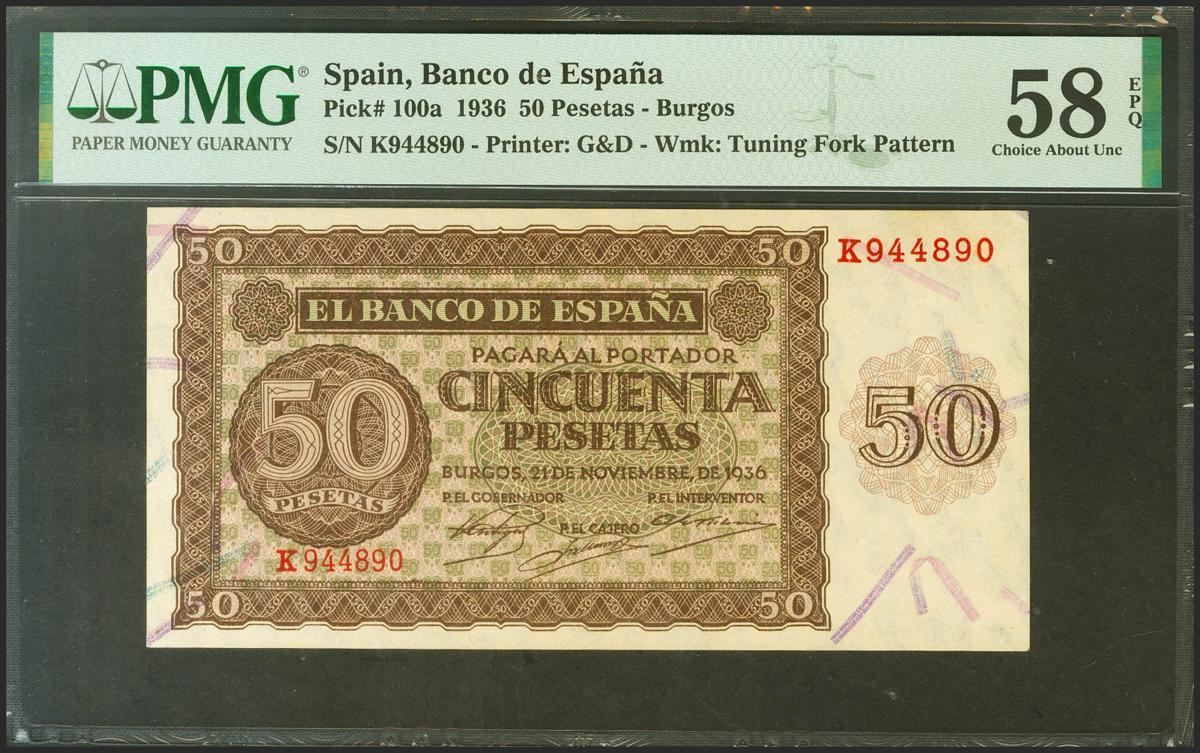 PMG®
PAPER MONEY GUARANTY
Spain, Banco de España
Pick# 100a 1936 50 Pesetas - Burgos
S/N K944890 - Printer: G&D - Wmk: Tuning Fork Pattern
58 EPQ
Choice About Unc
50 50
K944890
EL BANCO DE ESPAÑA
PAGARÁ AL PORTADOR
CINCUENTA
PESETAS
50
PESETAS
50
BURGOS, 21 DE NOVIEMBRE, DE 1936
P. EL GOBERNADOR P. EL INTERVENTOR
P. EL CAJERO
K944890
50 50